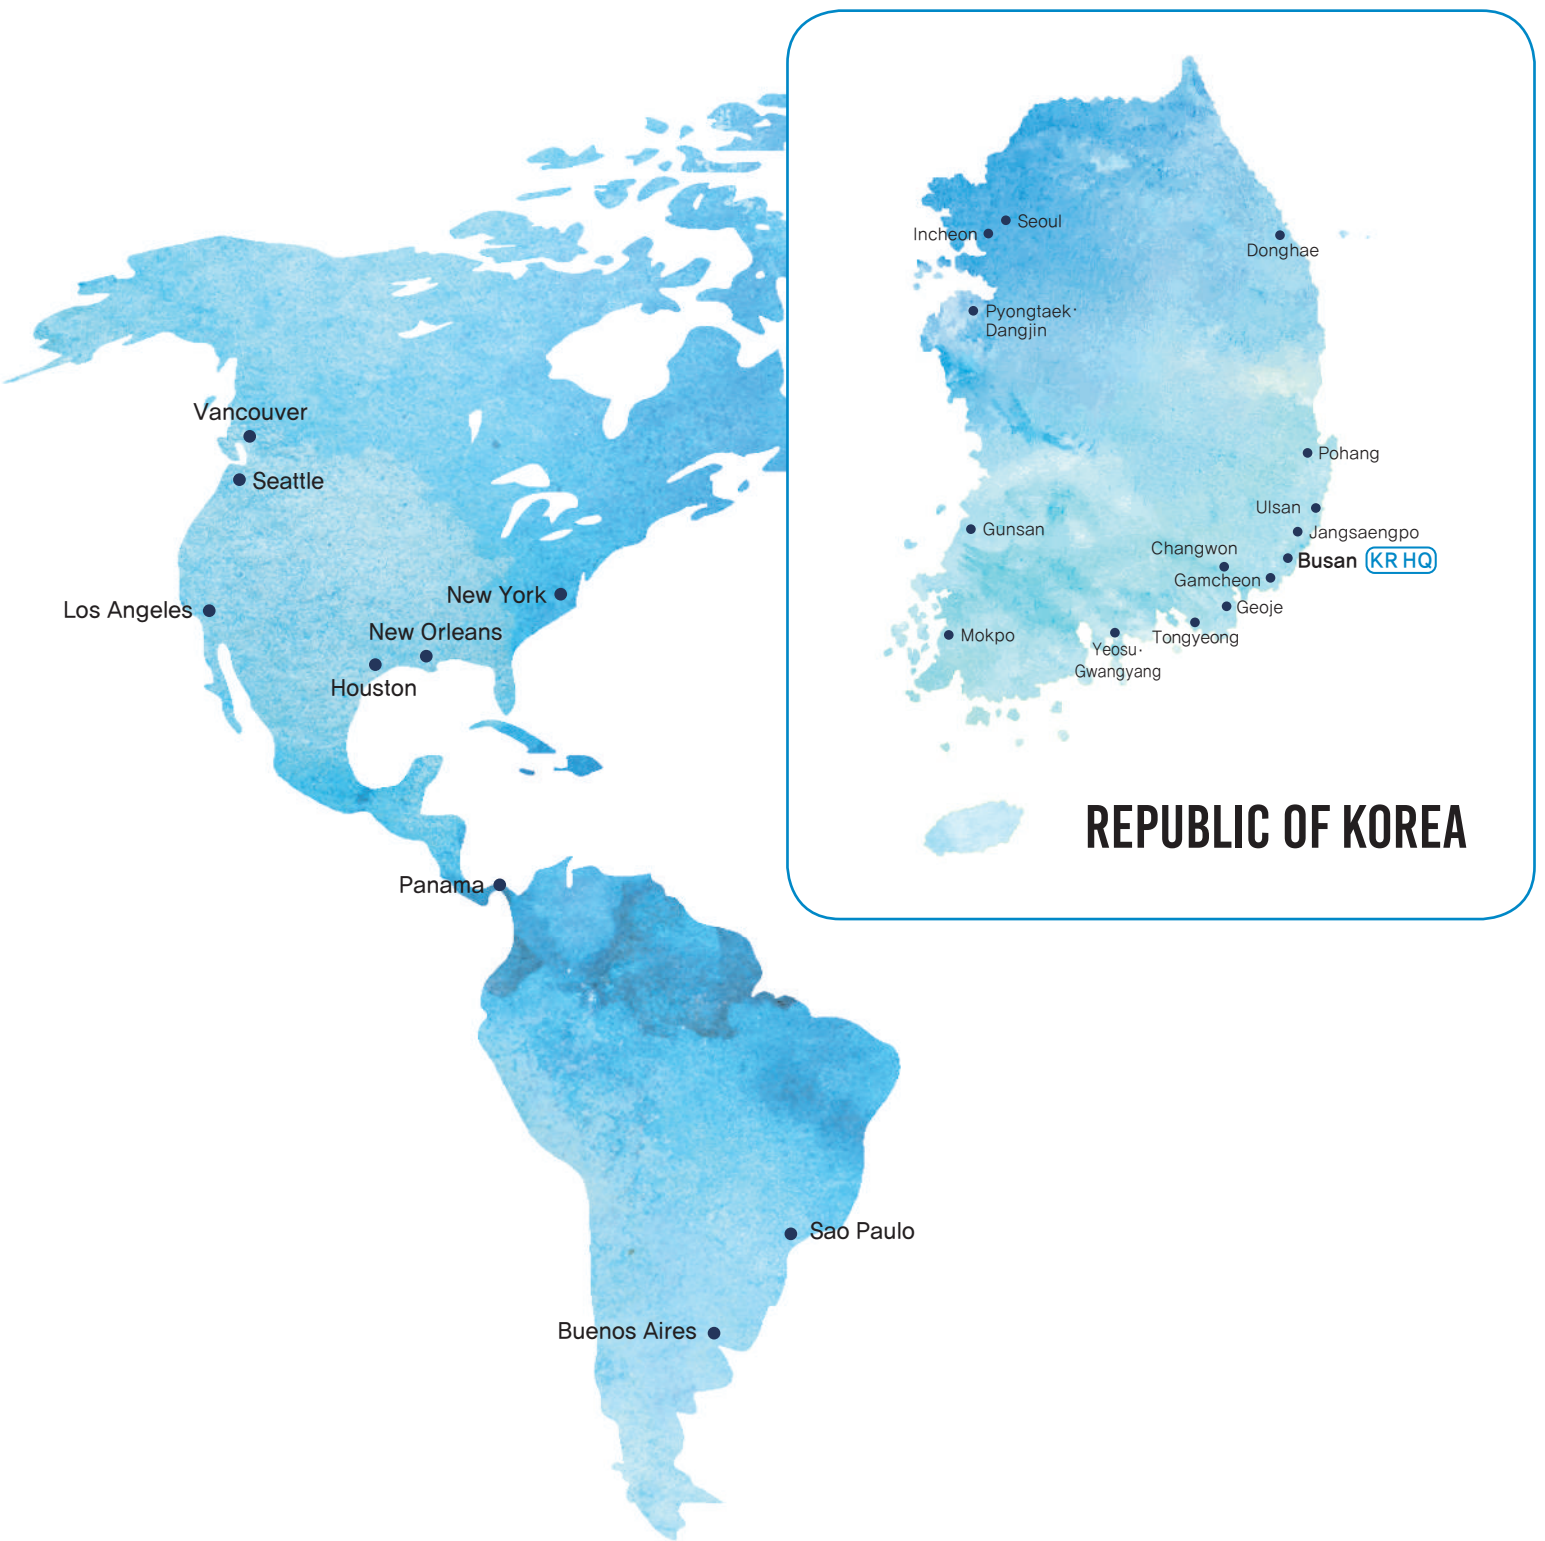 Vancouver
Seattle
Los Angeles
New York
New Orleans
Houston
Panama
Sao Paulo
Buenos Aires
Seoul
Incheon
Donghae
Pyongtaek·
Dangjin
Pohang
Ulsan
Gunsan
Jangsaengpo
Changwon
Busan KR HQ
Gamcheon
Geoje
Mokpo
Tongyeong
Yeosu·
Gwangyang
REPUBLIC OF KOREA